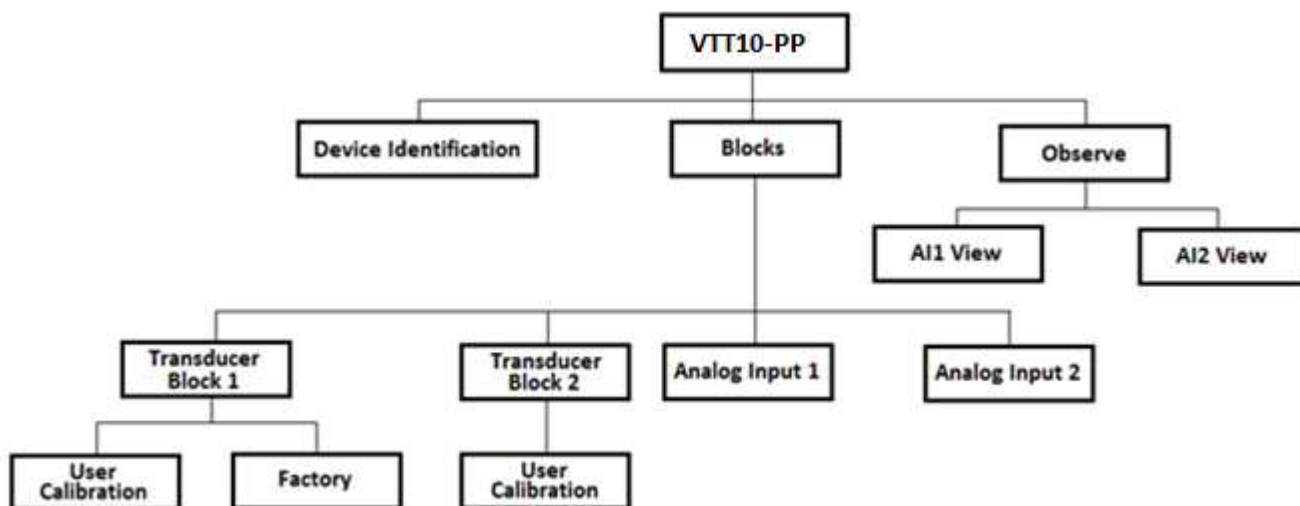 VTT10-PP
Device Identification
Blocks
Observe
AI1 View
AI2 View
Transducer
Block 1
Transducer
Block 2
Analog Input 1
Analog Input 2
User
Calibration
Factory
User
Calibration